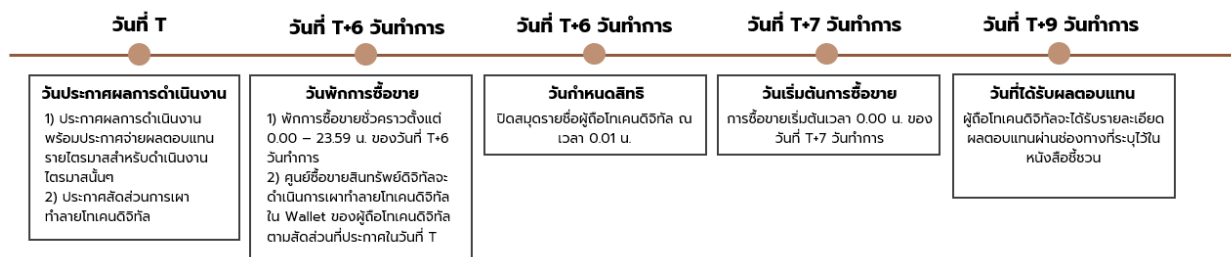 วันที่ T
วันประกาศผลการดำเนินงาน
1) ประกาศผลการดำเนินงาน
พร้อมประกาศจ่ายผลตอบแทน
รายไตรมาสสำหรับดำเนินงาน
ไตรมาสนั้นๆ
2) ประกาศสัดส่วนการเผา
ทำลายโทเคนดิจิทัล
วันที่ T+6 วันทำการ
วันพักการซื้อขาย
1) พักการซื้อขายชั่วคราวตั้งแต่
0.00 – 23.59 น. ของวันที่ T+6
วันทำการ
2) ศูนย์ซื้อขายสินทรัพย์ดิจิทัลจะ
ดำเนินการเผาทำลายโทเคนดิจิทัล
ใน Wallet ของผู้ถือโทเคนดิจิทัล
ตามสัดส่วนที่ประกาศในวันที่ T
วันที่ T+6 วันทำการ
วันกำหนดสิทธิ
ปิดสมุดรายชื่อผู้ถือโทเคนดิจิทัล ณ
เวลา 0.01 น.
วันที่ T+7 วันทำการ
วันเริ่มต้นการซื้อขาย
การซื้อขายเริ่มต้นเวลา 0.00 น. ของ
วันที่ T+7 วันทำการ
วันที่ T+9 วันทำการ
วันที่ได้รับผลตอบแทน
ผู้ถือโทเคนดิจิทัลจะได้รับรายละเอียด
ผลตอบแทนผ่านช่องทางที่ระบุไว้ใน
หนังสือชี้ชวน